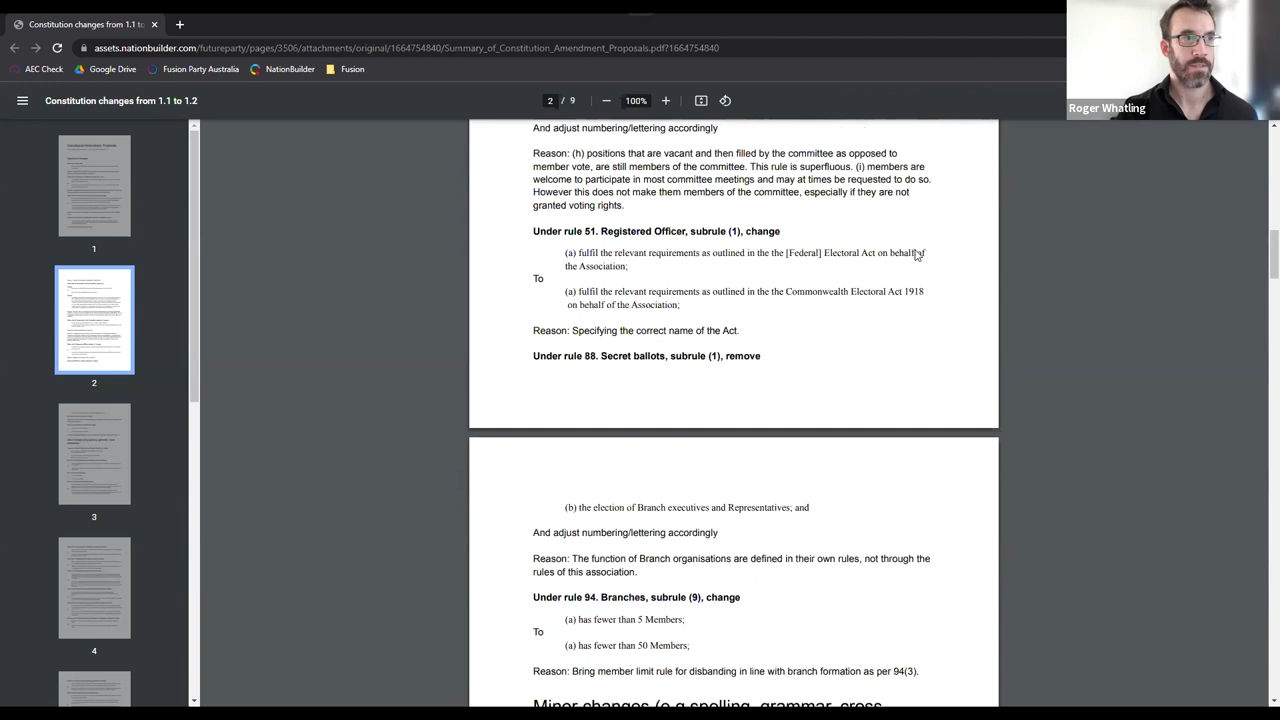 Constitution changes from 1.1 to
assets.nationbuilder.com/futureparty/pages/3506/attachments/original/1664754840/Summary_of_Constitution_Amendment_Proposals.pdf?1664754840
AEC Check
Google Drive
Fusion Party Australia
NationBuilder
Fusion
Roger Whatling
Constitution changes from 1.1 to 1.2
2 / 9
100%
1
2
3
4
And adjust numbering/lettering accordingly
Reason: (h) positions that are vacant and then filled by the committee as opposed to
member vote, are still members of the committee. This rule is superfluous. (i) members are
welcome to participate in most committee meetings and may at times be requested to do so.
However this does not make them members of the committee, especially if they are not
granted voting rights.
Under rule 51. Registered Officer, subrule (1), change
(a) fulfil the relevant requirements as outlined in the the [Federal] Electoral Act on behalf of
the Association;
To
(a) fulfil the relevant requirements as outlined in the the Commonwealth Electoral Act 1918
on behalf of the Association;
Reason: Specifying the correct name of the Act.
Under rule 88. Secret ballots, subrule (1), remove
(b) the election of Branch executives and Representatives; and
And adjust numbering/lettering accordingly
Reason: The function of Branch organisations are defined in their own rules, not through the
rules of this association.
Under rule 94. Branches, subrule (9), change
(a) has fewer than 5 Members;
To
(a) has fewer than 50 Members;
Reason: Bring member limit rule for disbanding in line with branch formation as per 94(3).
Minor changes (e.g spelling, grammar, cross